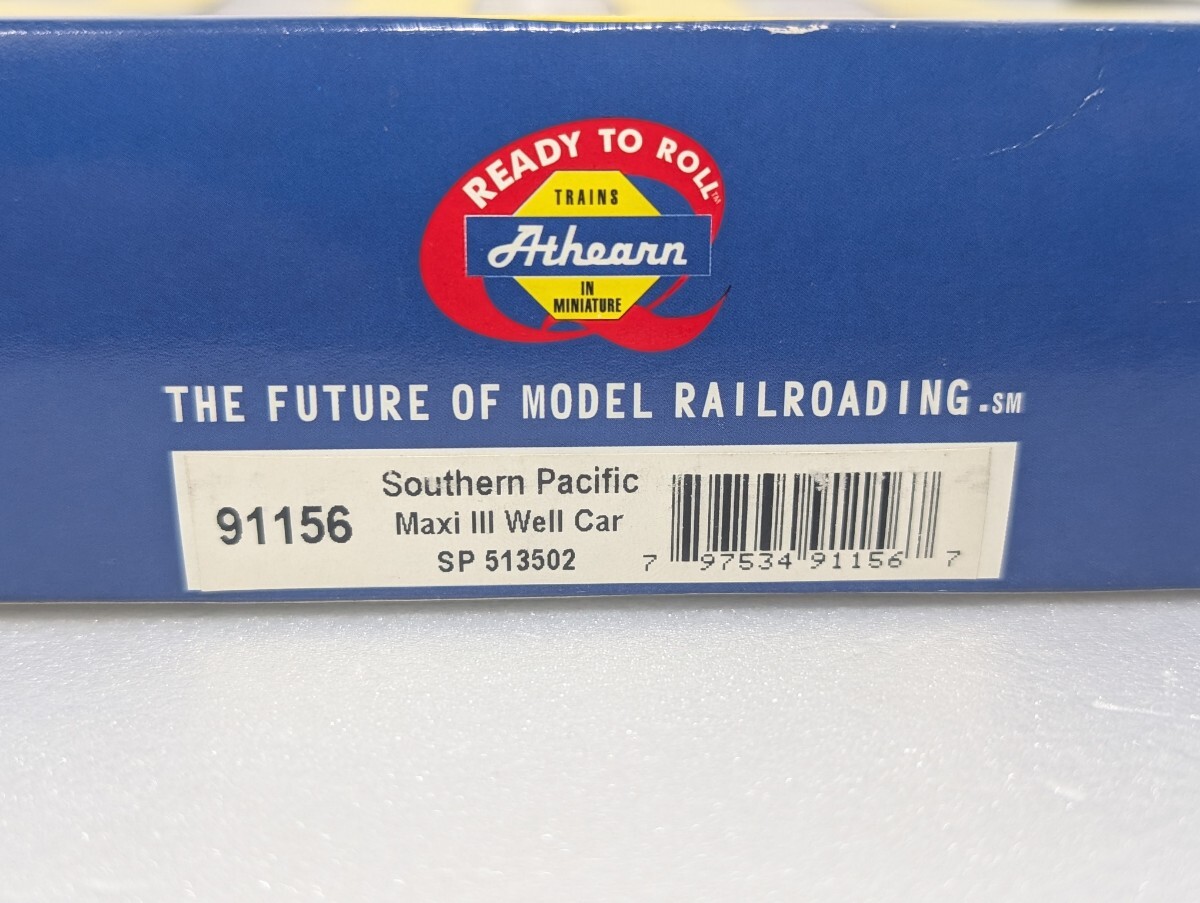 READY TO ROLL™
TRAINS
Athearn
IN
MINIATURE
THE FUTURE OF MODEL RAILROADING.SM
91156
Southern Pacific
Maxi III Well Car
SP 513502
7 97534 91156 7